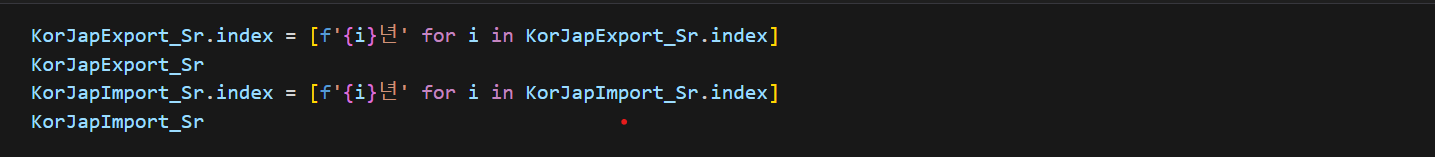 KorJapExport_Sr.index = [f'{i}년' for i in KorJapExport_Sr.index]
KorJapExport_Sr
KorJapImport_Sr.index = [f'{i}년' for i in KorJapImport_Sr.index]
KorJapImport_Sr